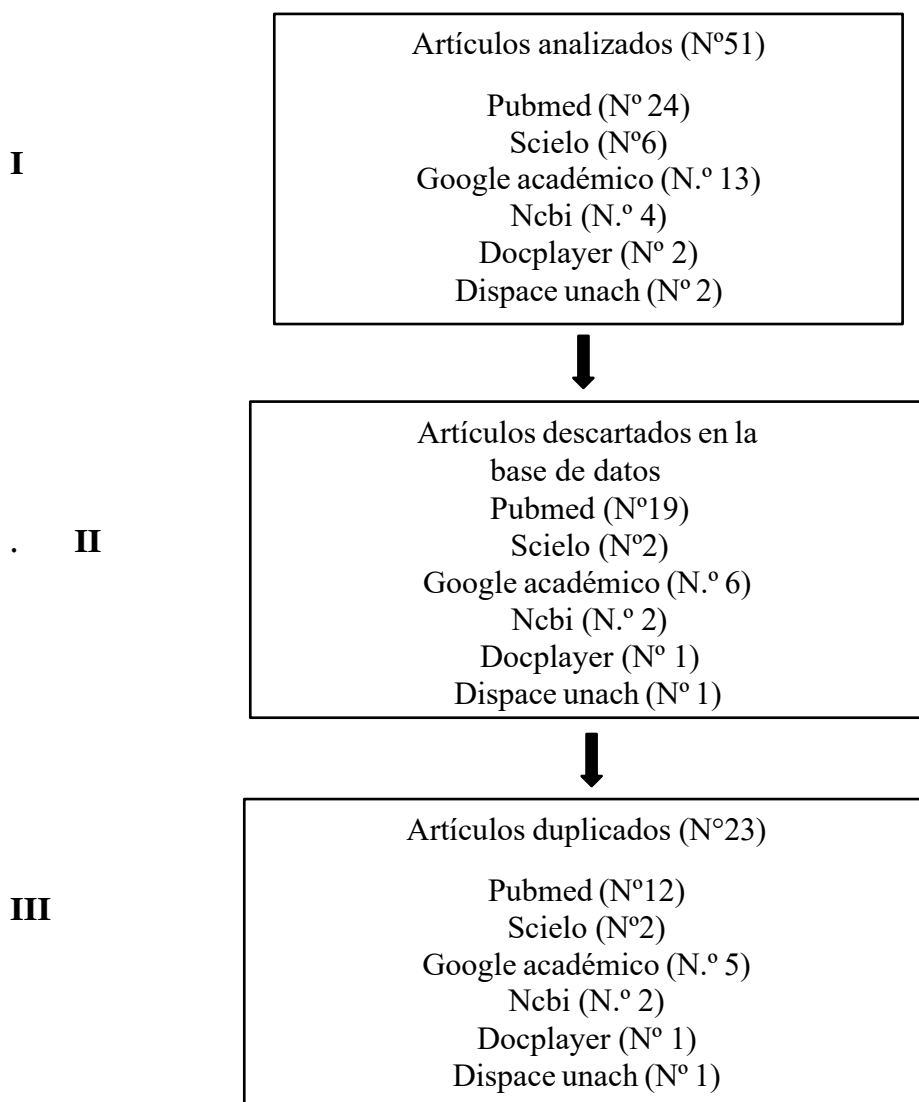 Artículos analizados (Nº51)
Pubmed (Nº 24)
Scielo (Nº6)
I
Google académico (N.º 13)
Ncbi (N.º 4)
Docplayer (Nº 2)
Dispace unach (Nº 2)
Artículos descartados en la
base de datos
Pubmed (Nº19)
. II
Scielo (Nº2)
Google académico (N.º 6)
Ncbi (N.º 2)
Docplayer (Nº 1)
Dispace unach (Nº 1)
Artículos duplicados (N°23)
Pubmed (Nº12)
III
Scielo (Nº2)
Google académico (N.º 5)
Ncbi (N.º 2)
Docplayer (Nº 1)
Dispace unach (Nº 1)